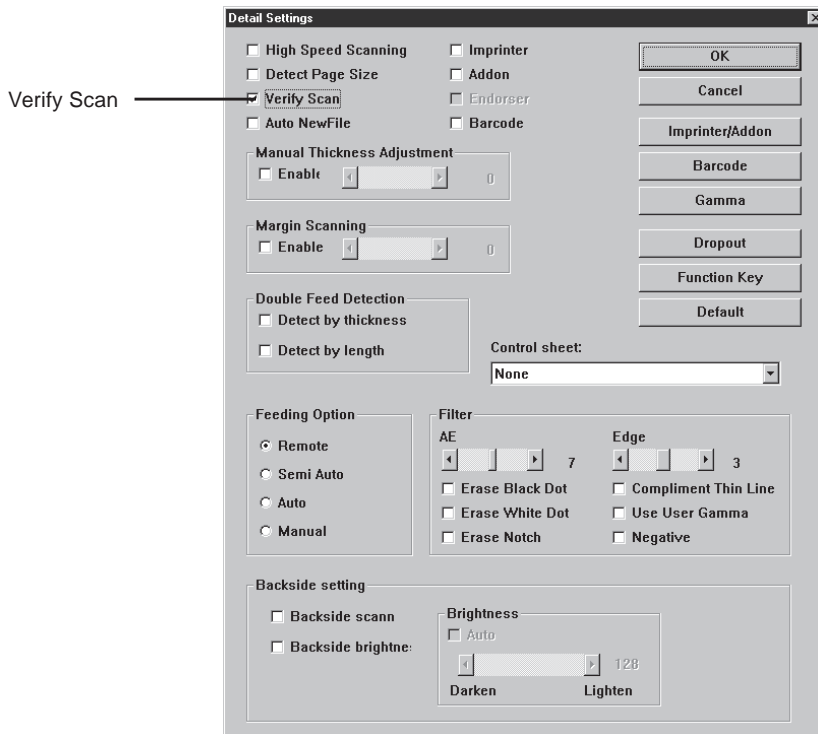 Detail Settings
High Speed Scanning
Imprinter
OK
Detect Page Size
Addon
Cancel
Verify Scan
Verify Scan
Endorser
Auto NewFile
Barcode
Imprinter/Addon
Manual Thickness Adjustment
Enable
0
Barcode
Gamma
Margin Scanning
Enable
0
Dropout
Function Key
Double Feed Detection
Detect by thickness
Default
Detect by length
Control sheet:
None
Feeding Option
Remote
Semi Auto
Auto
Manual
Filter
AE
Edge
7
3
Erase Black Dot
Compliment Thin Line
Erase White Dot
Use User Gamma
Erase Notch
Negative
Backside setting
Backside scann
Backside brightne
Brightness
Auto
128
Darken
Lighten